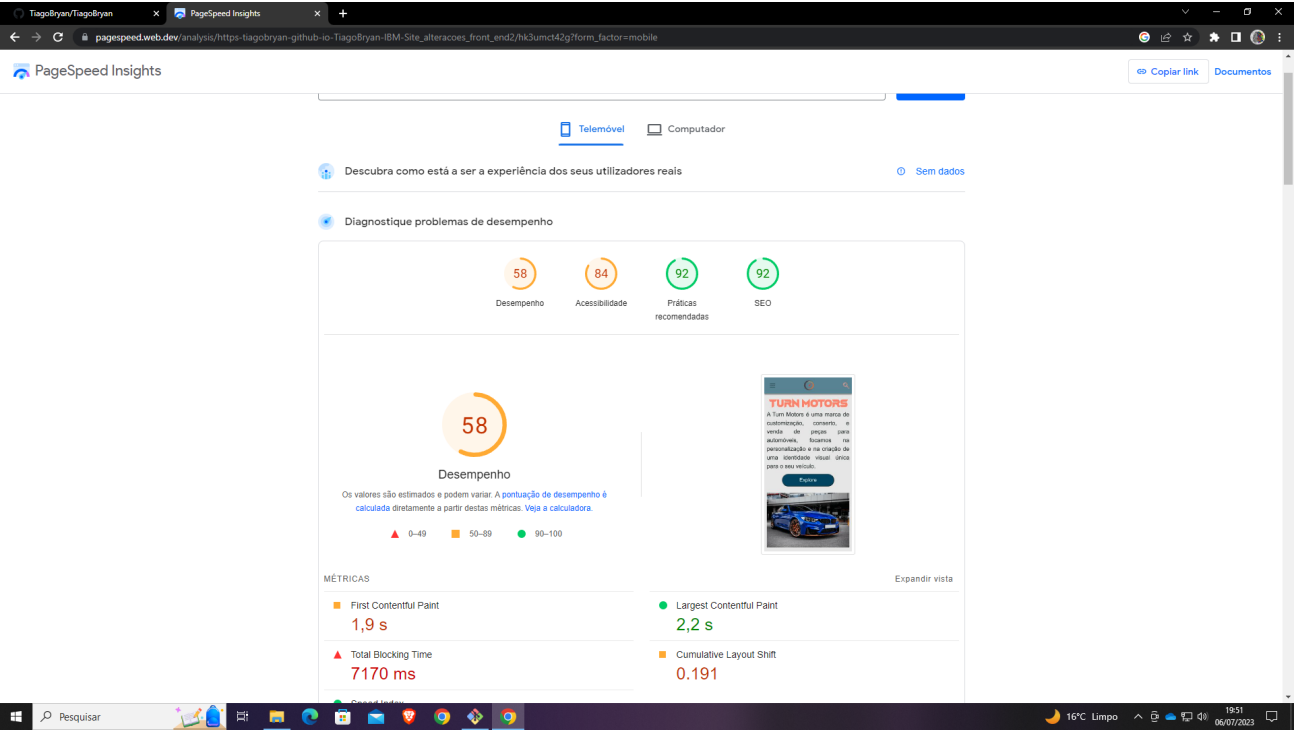 TiagoBryan/TiagoBryan
PageSpeed Insights
pagespeed.web.dev/analysis/https-tiagobryan-github-io-TiagoBryan-IBM-Site_alteracoes_front_end2/hk3umct42g?form_factor=mobile
PageSpeed Insights
Copiar link
Documentos
Telemóvel
Computador
Descubra como está a ser a experiência dos seus utilizadores reais
Sem dados
Diagnostique problemas de desempenho
58
84
92
92
Desempenho
Acessibilidade
Práticas
recomendadas
SEO
58
Desempenho
Os valores são estimados e podem variar. A pontuação de desempenho é
calculada diretamente a partir destas métricas. Veja a calculadora.
0–49
50–89
90–100
TURN MOTORS
A Turn Motors é uma marca de
customização, conserto, e
venda de peças para
automóveis, focamos na
personalização e na criação de
uma identidade visual única
para o seu veículo.
Explore
MÉTRICAS
Expandir vista
First Contentful Paint
1,9 s
Largest Contentful Paint
2,2 s
Total Blocking Time
7170 ms
Cumulative Layout Shift
0.191
Speed Index
Pesquisar
16°C Limpo
19:51
06/07/2023